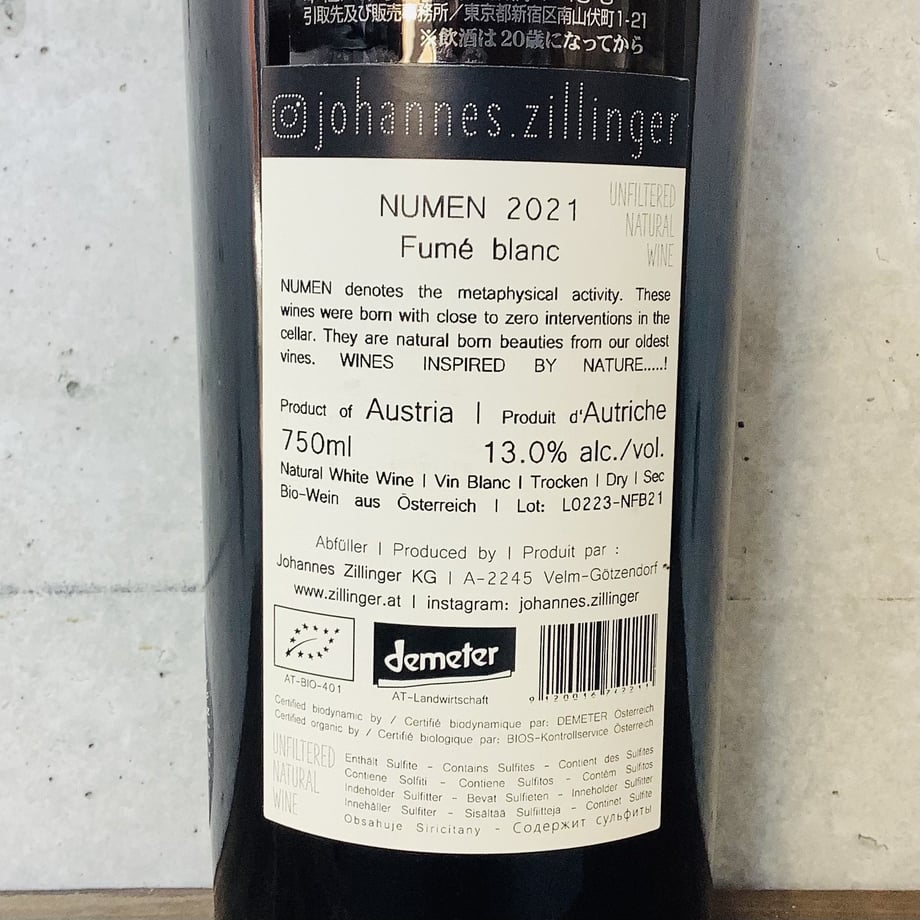 引取先及び販売事務所／東京都新宿区南山伏町1-21
※飲酒は20歳になってから
johannes.zillinger
NUMEN 2021
Fumé blanc
UNFILTERED
NATURAL
WINE
NUMEN denotes the metaphysical activity. These
wines were born with close to zero interventions in the
cellar. They are natural born beauties from our oldest
vines. WINES INSPIRED BY NATURE.....!
Product of Austria | Produit d'Autriche
750ml 13.0% alc./vol.
Natural White Wine | Vin Blanc | Trocken | Dry | Sec
Bio-Wein aus Österreich | Lot: L0223-NFB21
Abfüller | Produced by | Produit par :
Johannes Zillinger KG | A-2245 Velm-Götzendorf
www.zillinger.at | instagram: johannes.zillinger
demeter
AT-BIO-401
AT-Landwirtschaft
Certified biodynamic by / Certifié biodynamique par: DEMETER Österreich
Certified organic by / Certifié biologique par: BIOS-Kontrollservice Österreich
UNFILTERED
NATURAL
WINE
Enthält Sulfite - Contains Sulfites - Contient des Sulfites
Contiene Solfiti - Contiene Sulfitos - Contém Sulfitos
Indeholder Sulfitter - Bevat Sulfieten - Inneholder Sulfitter
Innehåller Sulfiter - Sisältää Sulfiitteja - Continet Sulfite
Obsahuje Siricitany - Содержит сульфиты